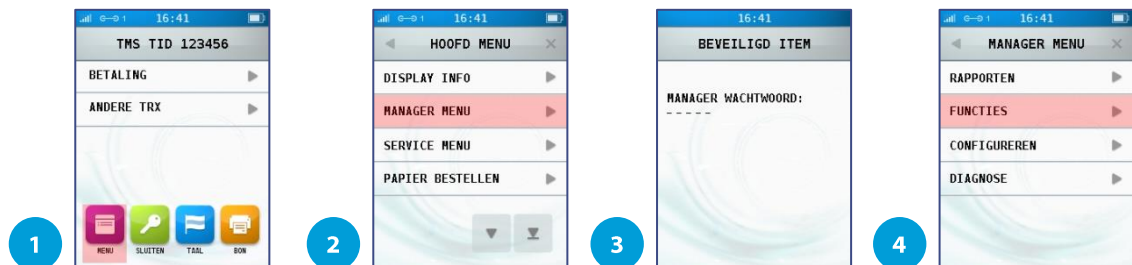 16:41
TMS TID 123456
BETALING
ANDERE TRX
MENU
SLUITEN
TAAL
BON
1
1
16:41
HOOFD MENU
DISPLAY INFO
MANAGER MENU
SERVICE MENU
PAPIER BESTELLEN
2
16:41
BEVEILIGD ITEM
MANAGER WACHTWOORD:
-----
3
1
16:41
MANAGER MENU
RAPPORTEN
FUNCTIES
CONFIGUREREN
DIAGNOSE
4